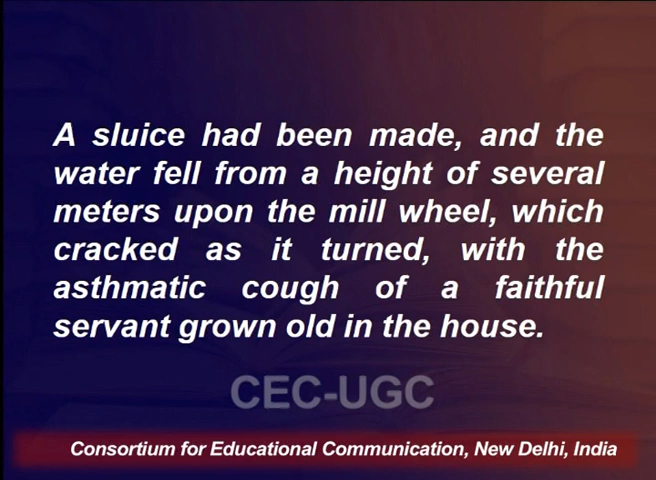 A sluice had been made, and the
water fell from a height of several
meters upon the mill wheel, which
cracked as it turned, with the
asthmatic cough of a faithful
servant grown old in the house.
CEC-UGC
Consortium for Educational Communication, New Delhi, India